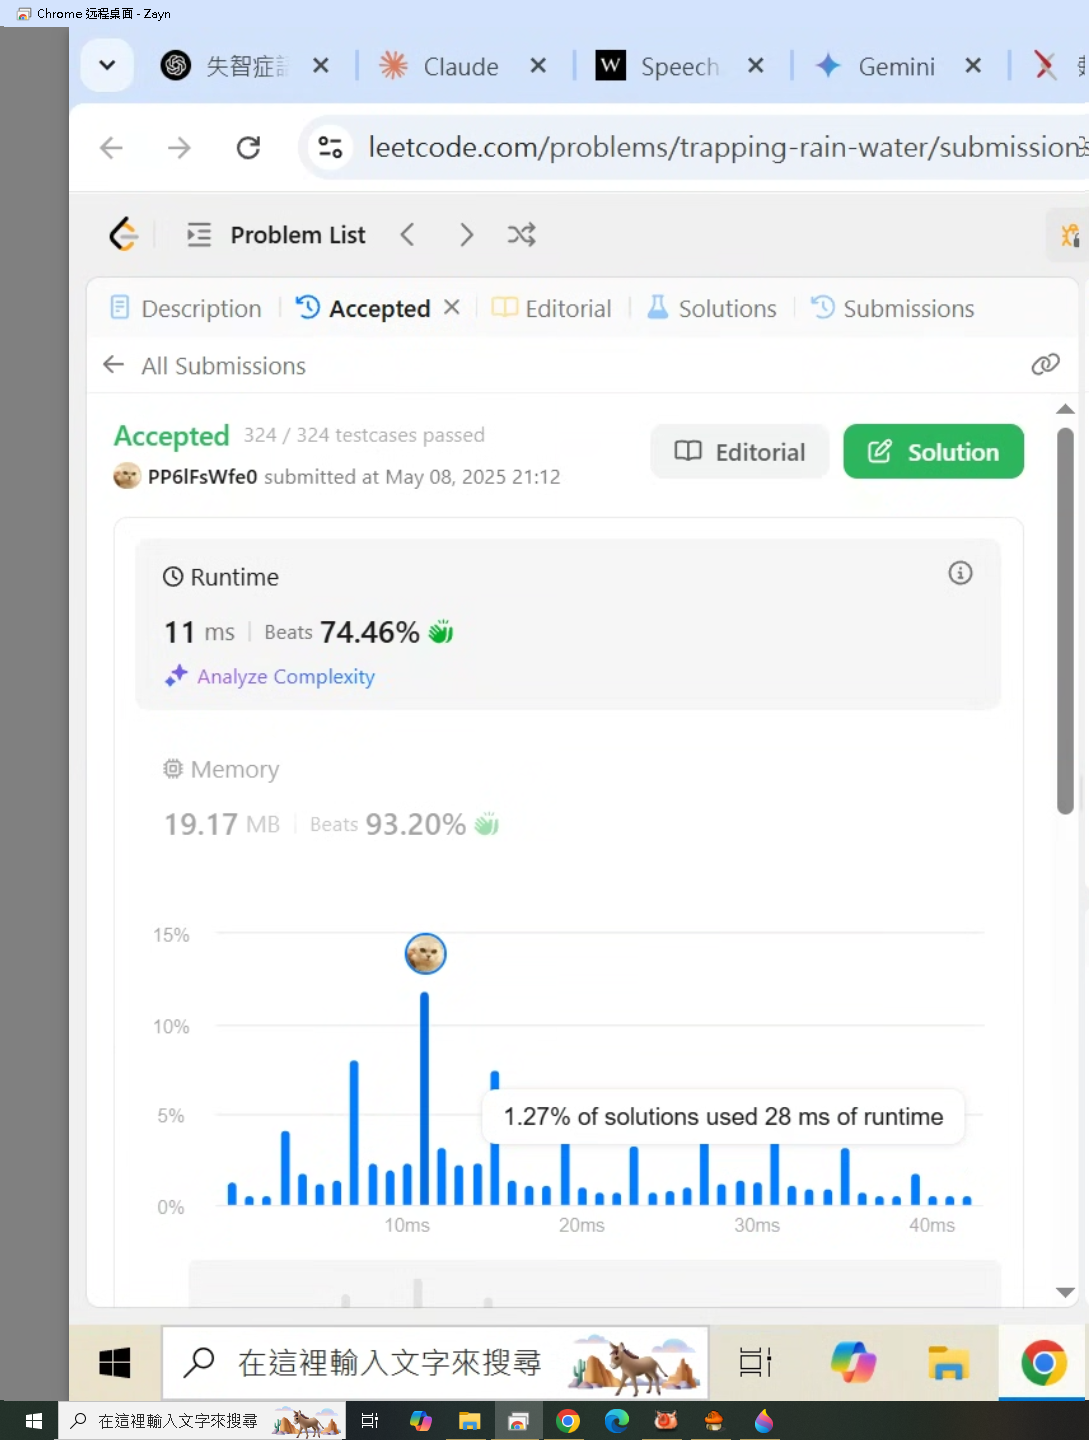 Chrome 远程桌面 - Zayn
失智症 Claude Speech Gemini
leetcode.com/problems/trapping-rain-water/submissions
Problem List
Description Accepted Editorial Solutions Submissions
All Submissions
Accepted 324 / 324 testcases passed
PP6lFsWfe0 submitted at May 08, 2025 21:12
Editorial Solution
Runtime
11 ms Beats 74.46%
Analyze Complexity
Memory
19.17 MB Beats 93.20%
15%
10%
5%
1.27% of solutions used 28 ms of runtime
0%
10ms 20ms 30ms 40ms
在這裡輸入文字來搜尋
在這裡輸入文字來搜尋